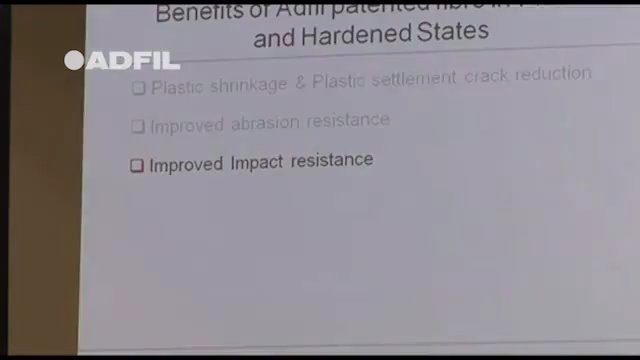 Benefits of Adfil patented fibre in
and Hardened States
ADFIL
Plastic shrinkage & Plastic settlement crack reduction
Improved abrasion resistance
Improved Impact resistance